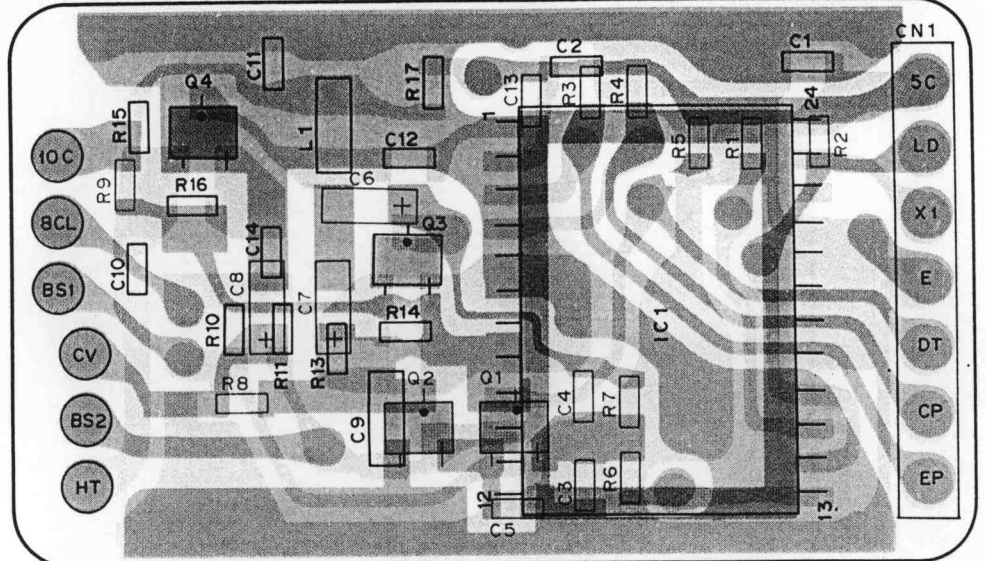 CN1
C11
C2
C1
Q4
R17
C13
R3
R4
24
5C
R15
L1
1
R5
R1
R2
LD
10C
C12
R9
R16
C6
+
X1
8CL
Q3
C14
E
C10
BS1
C8
C7
R10
+
R11
R13
+
R14
IC1
DT
CV
R8
Q2
Q1
C4
R7
CP
BS2
C9
HT
12
C5
C3
R6
13
EP